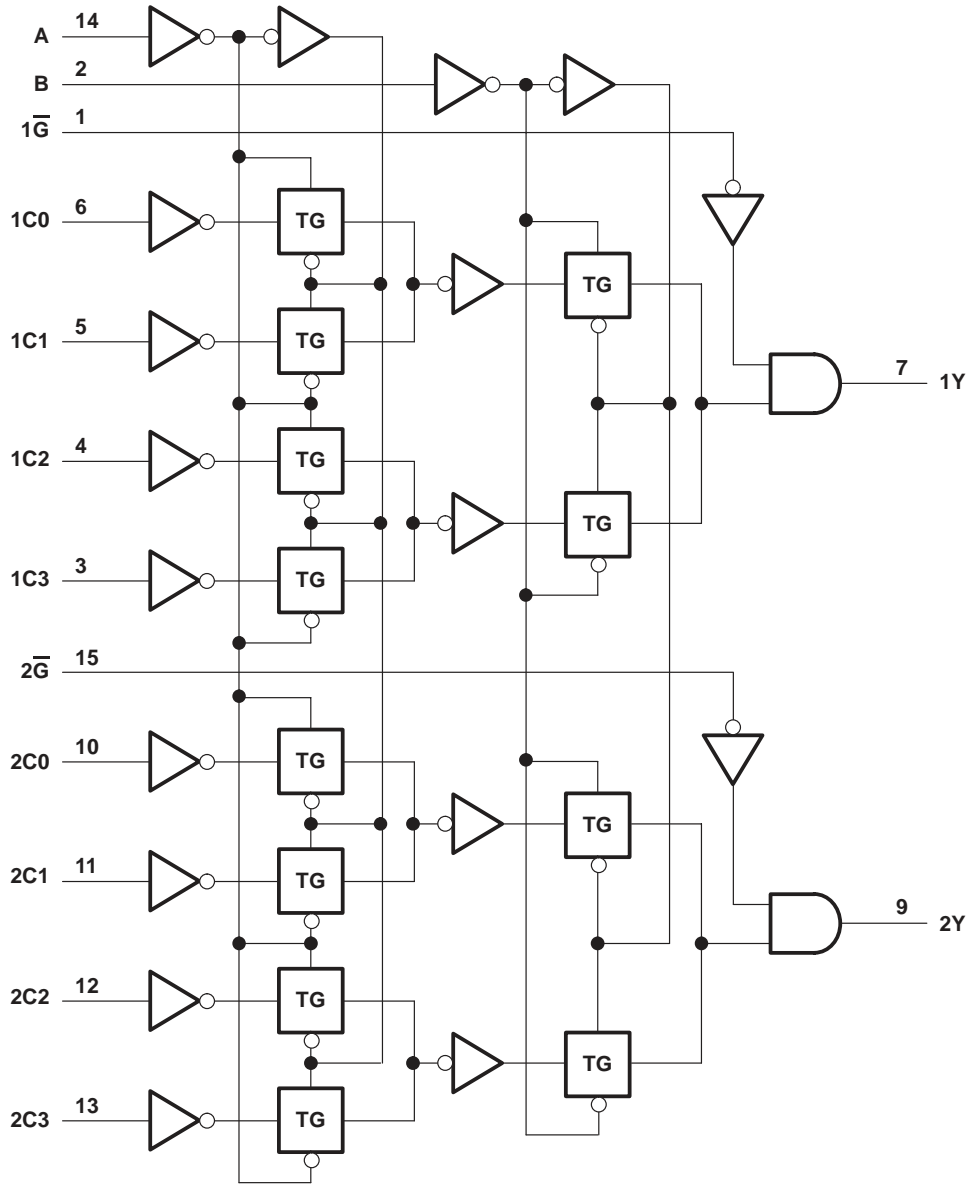 A 14
B 2
1G̅ 1
1C0 6 TG
TG
1C1 5 TG
7 1Y
1C2 4 TG
TG
1C3 3 TG
2G̅ 15
2C0 10 TG
TG
2C1 11 TG
9 2Y
2C2 12 TG
TG
2C3 13 TG